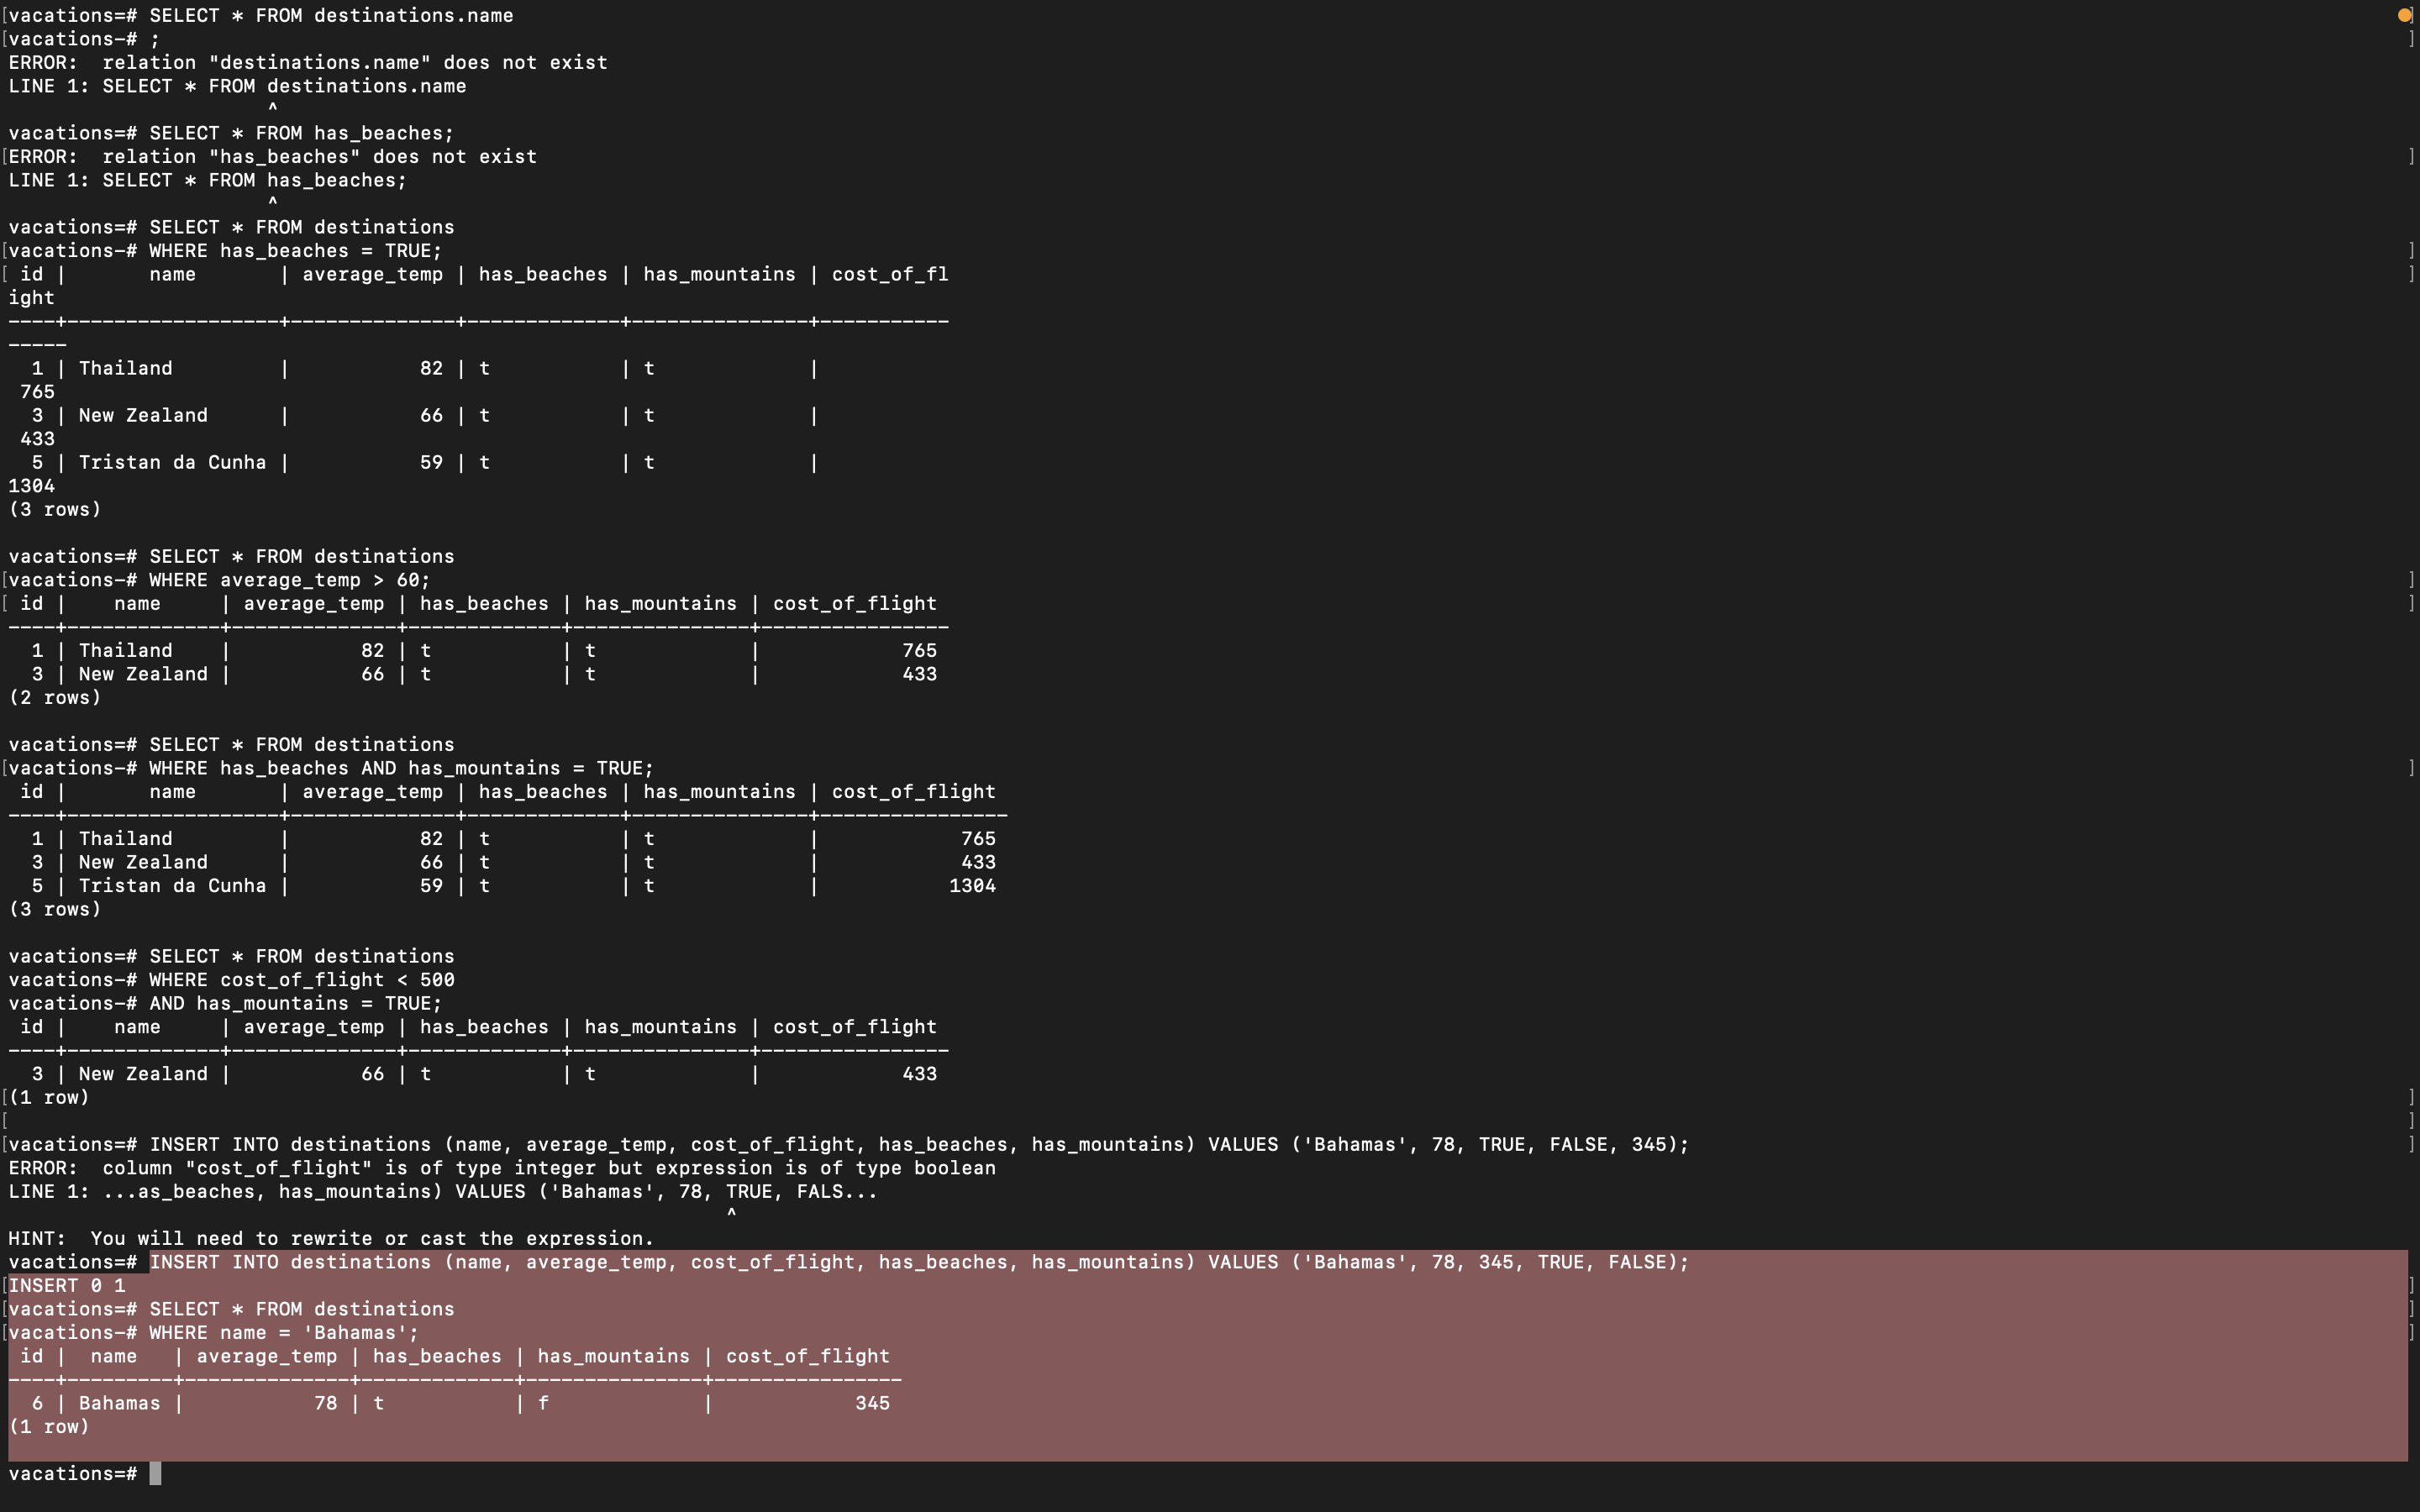 [vacations=# SELECT * FROM destinations.name ]
[vacations-# ; ]
ERROR:  relation "destinations.name" does not exist
LINE 1: SELECT * FROM destinations.name
                      ^
vacations=# SELECT * FROM has_beaches;
[ERROR:  relation "has_beaches" does not exist ]
LINE 1: SELECT * FROM has_beaches;
                      ^
vacations=# SELECT * FROM destinations
[vacations-# WHERE has_beaches = TRUE; ]
[ id |       name       | average_temp | has_beaches | has_mountains | cost_of_fl ]
ight
----+------------------+--------------+-------------+---------------+-----------
-----
  1 | Thailand         |           82 | t           | t             |
 765
  3 | New Zealand      |           66 | t           | t             |
 433
  5 | Tristan da Cunha |           59 | t           | t             |
1304
(3 rows)

vacations=# SELECT * FROM destinations
[vacations-# WHERE average_temp > 60; ]
[ id |    name     | average_temp | has_beaches | has_mountains | cost_of_flight ]
----+-------------+--------------+-------------+---------------+----------------
  1 | Thailand    |           82 | t           | t             |            765
  3 | New Zealand |           66 | t           | t             |            433
(2 rows)

vacations=# SELECT * FROM destinations
[vacations-# WHERE has_beaches AND has_mountains = TRUE; ]
 id |       name       | average_temp | has_beaches | has_mountains | cost_of_flight
----+------------------+--------------+-------------+---------------+----------------
  1 | Thailand         |           82 | t           | t             |            765
  3 | New Zealand      |           66 | t           | t             |            433
  5 | Tristan da Cunha |           59 | t           | t             |           1304
(3 rows)

vacations=# SELECT * FROM destinations
vacations-# WHERE cost_of_flight < 500
vacations-# AND has_mountains = TRUE;
 id |    name     | average_temp | has_beaches | has_mountains | cost_of_flight
----+-------------+--------------+-------------+---------------+----------------
  3 | New Zealand |           66 | t           | t             |            433
[(1 row) ]
[ ]
[vacations=# INSERT INTO destinations (name, average_temp, cost_of_flight, has_beaches, has_mountains) VALUES ('Bahamas', 78, TRUE, FALSE, 345); ]
ERROR:  column "cost_of_flight" is of type integer but expression is of type boolean
LINE 1: ...as_beaches, has_mountains) VALUES ('Bahamas', 78, TRUE, FALS...
                                                             ^
HINT:  You will need to rewrite or cast the expression.
vacations=# INSERT INTO destinations (name, average_temp, cost_of_flight, has_beaches, has_mountains) VALUES ('Bahamas', 78, 345, TRUE, FALSE);
[INSERT 0 1 ]
[vacations=# SELECT * FROM destinations ]
[vacations-# WHERE name = 'Bahamas'; ]
 id |  name   | average_temp | has_beaches | has_mountains | cost_of_flight
----+---------+--------------+-------------+---------------+----------------
  6 | Bahamas |           78 | t           | f             |            345
(1 row)

vacations=#